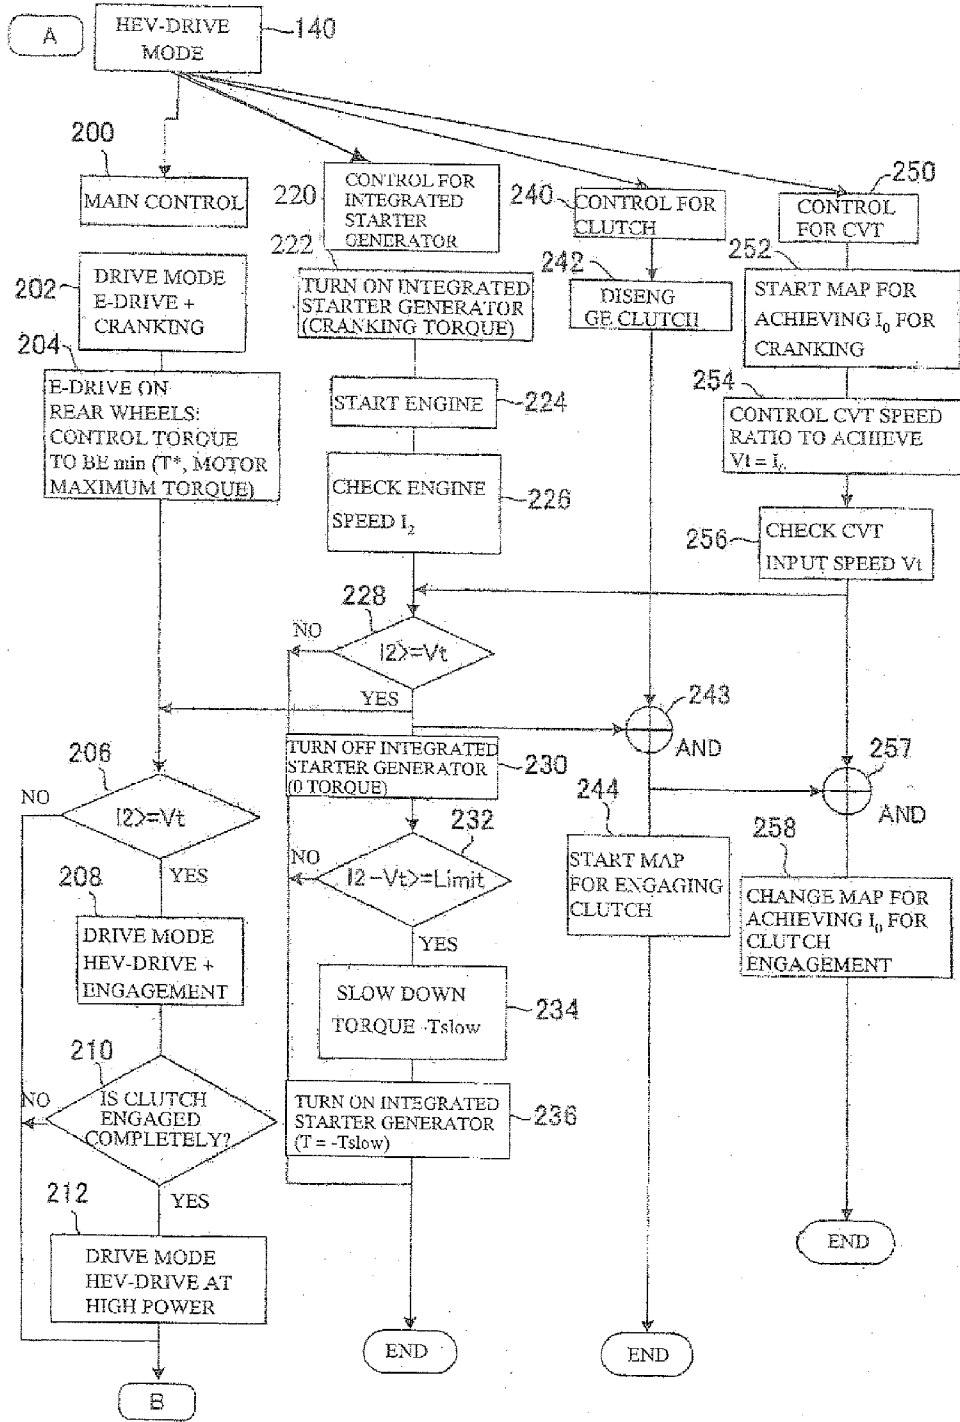 A
HEV-DRIVE
MODE
140
200
MAIN CONTROL
202
DRIVE MODE
E-DRIVE +
CRANKING
204
E-DRIVE ON
REAR WHEELS:
CONTROL TORQUE
TO BE min (T*, MOTOR
MAXIMUM TORQUE)
206
I2>=Vt
NO
YES
208
DRIVE MODE
HEV-DRIVE +
ENGAGEMENT
210
IS CLUTCH
ENGAGED
COMPLETELY?
NO
YES
212
DRIVE MODE
HEV-DRIVE AT
HIGH POWER
B
220
CONTROL FOR
INTEGRATED
STARTER
GENERATOR
222
TURN ON INTEGRATED
STARTER GENERATOR
(CRANKING TORQUE)
START ENGINE
224
CHECK ENGINE
SPEED I2
226
228
I2>=Vt
NO
YES
TURN OFF INTEGRATED
STARTER GENERATOR
(0 TORQUE)
230
232
I2-Vt>=Limit
NO
YES
SLOW DOWN
TORQUE -Tslow
234
TURN ON INTEGRATED
STARTER GENERATOR
(T = -Tslow)
236
END
240
CONTROL FOR
CLUTCH
242
DISENG
GE CLUTCH
243
AND
244
START MAP
FOR ENGAGING
CLUTCH
END
250
CONTROL
FOR CVT
252
START MAP FOR
ACHIEVING I0 FOR
CRANKING
254
CONTROL CVT SPEED
RATIO TO ACHIEVE
Vt = I0
256
CHECK CVT
INPUT SPEED Vt
257
AND
258
CHANGE MAP FOR
ACHIEVING I0 FOR
CLUTCH
ENGAGEMENT
END